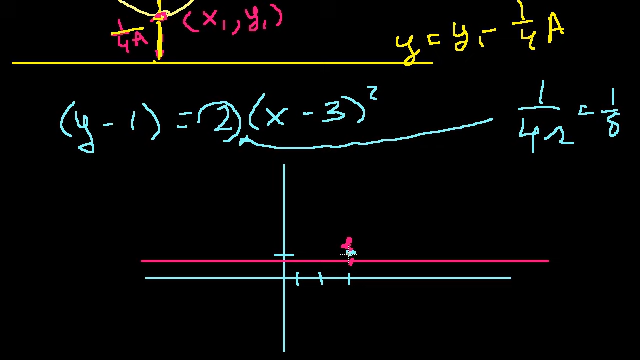 1/4A (x₁, y₁)
y = y₁ - 1/4 A
(y - 1) = 2(x - 3)²
1/4·2 = 1/8